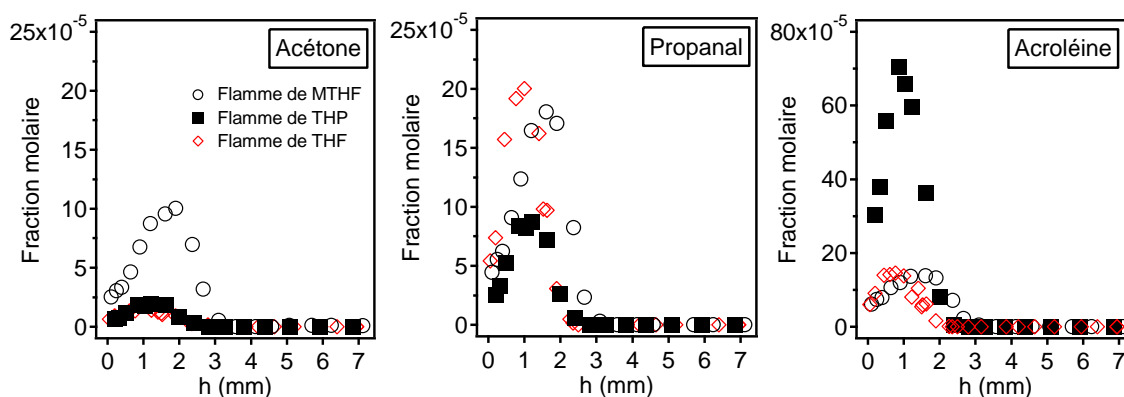 Acétone
Fraction molaire
25x10-5
20
15
10
5
0
Flamme de MTHF
Flamme de THP
Flamme de THF
0 1 2 3 4 5 6 7
h (mm)
Propanal
Fraction molaire
25x10-5
20
15
10
5
0
0 1 2 3 4 5 6 7
h (mm)
Acroléine
Fraction molaire
80x10-5
60
40
20
0
0 1 2 3 4 5 6 7
h (mm)